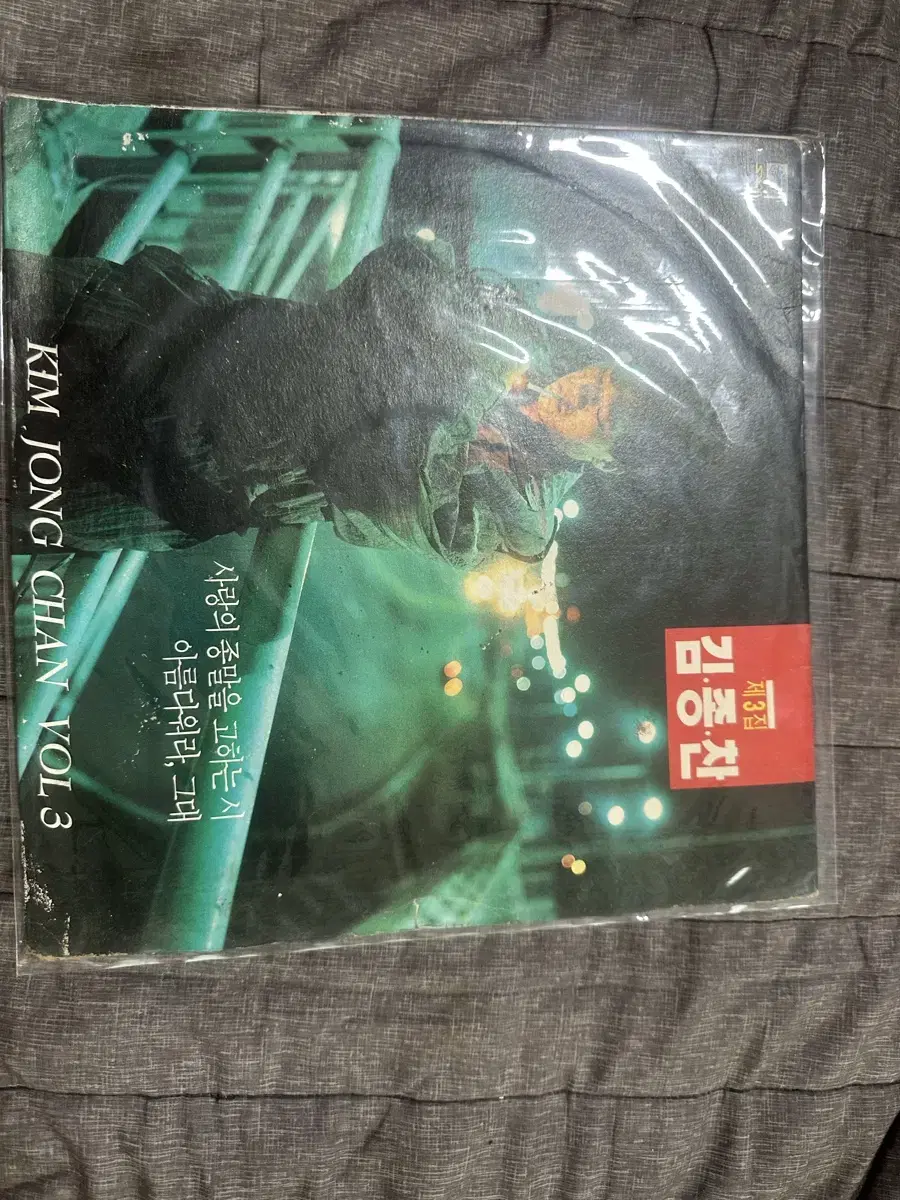 제3집
김·종·찬
사랑의 종말을 고하는 시
아름다워라, 그대
KIM JONG CHAN VOL.3